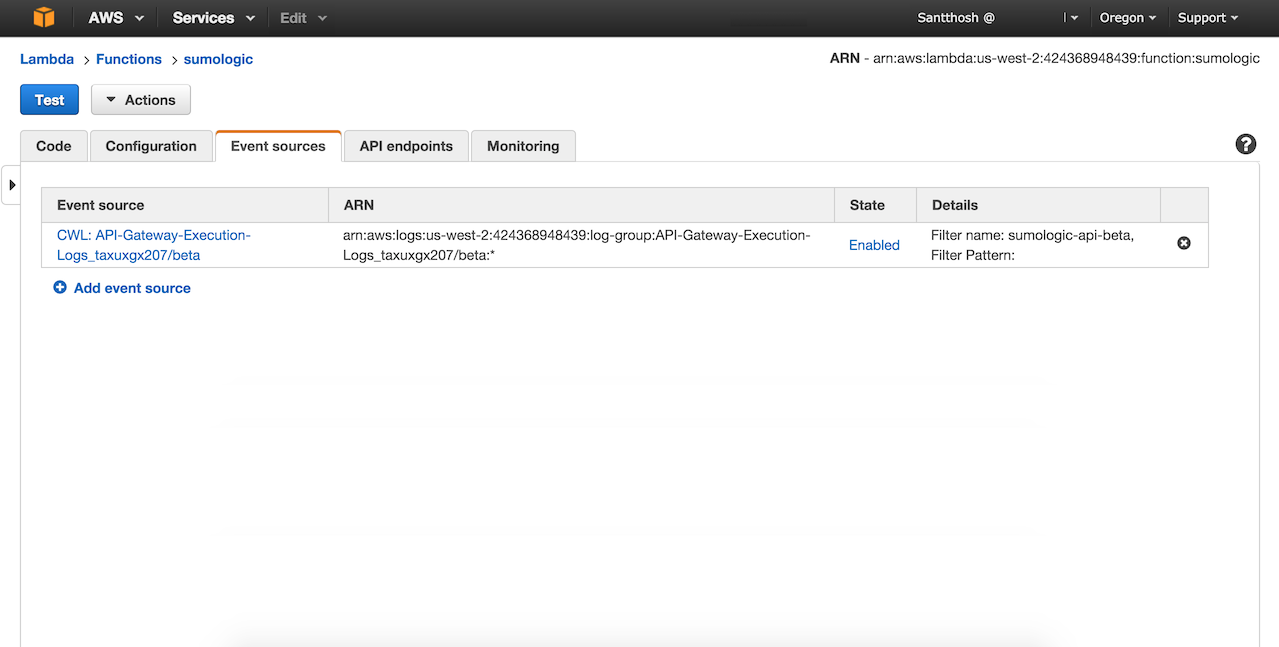 AWS Services Edit Santthosh @ Oregon Support
Lambda > Functions > sumologic ARN - arn:aws:lambda:us-west-2:424368948439:function:sumologic
Test Actions
Code Configuration Event sources API endpoints Monitoring
?
Event source ARN State Details
CWL: API-Gateway-Execution- arn:aws:logs:us-west-2:424368948439:log-group:API-Gateway-Execution- Enabled Filter name: sumologic-api-beta,
Logs_taxuxgx207/beta Logs_taxuxgx207/beta:* Filter Pattern:
Add event source